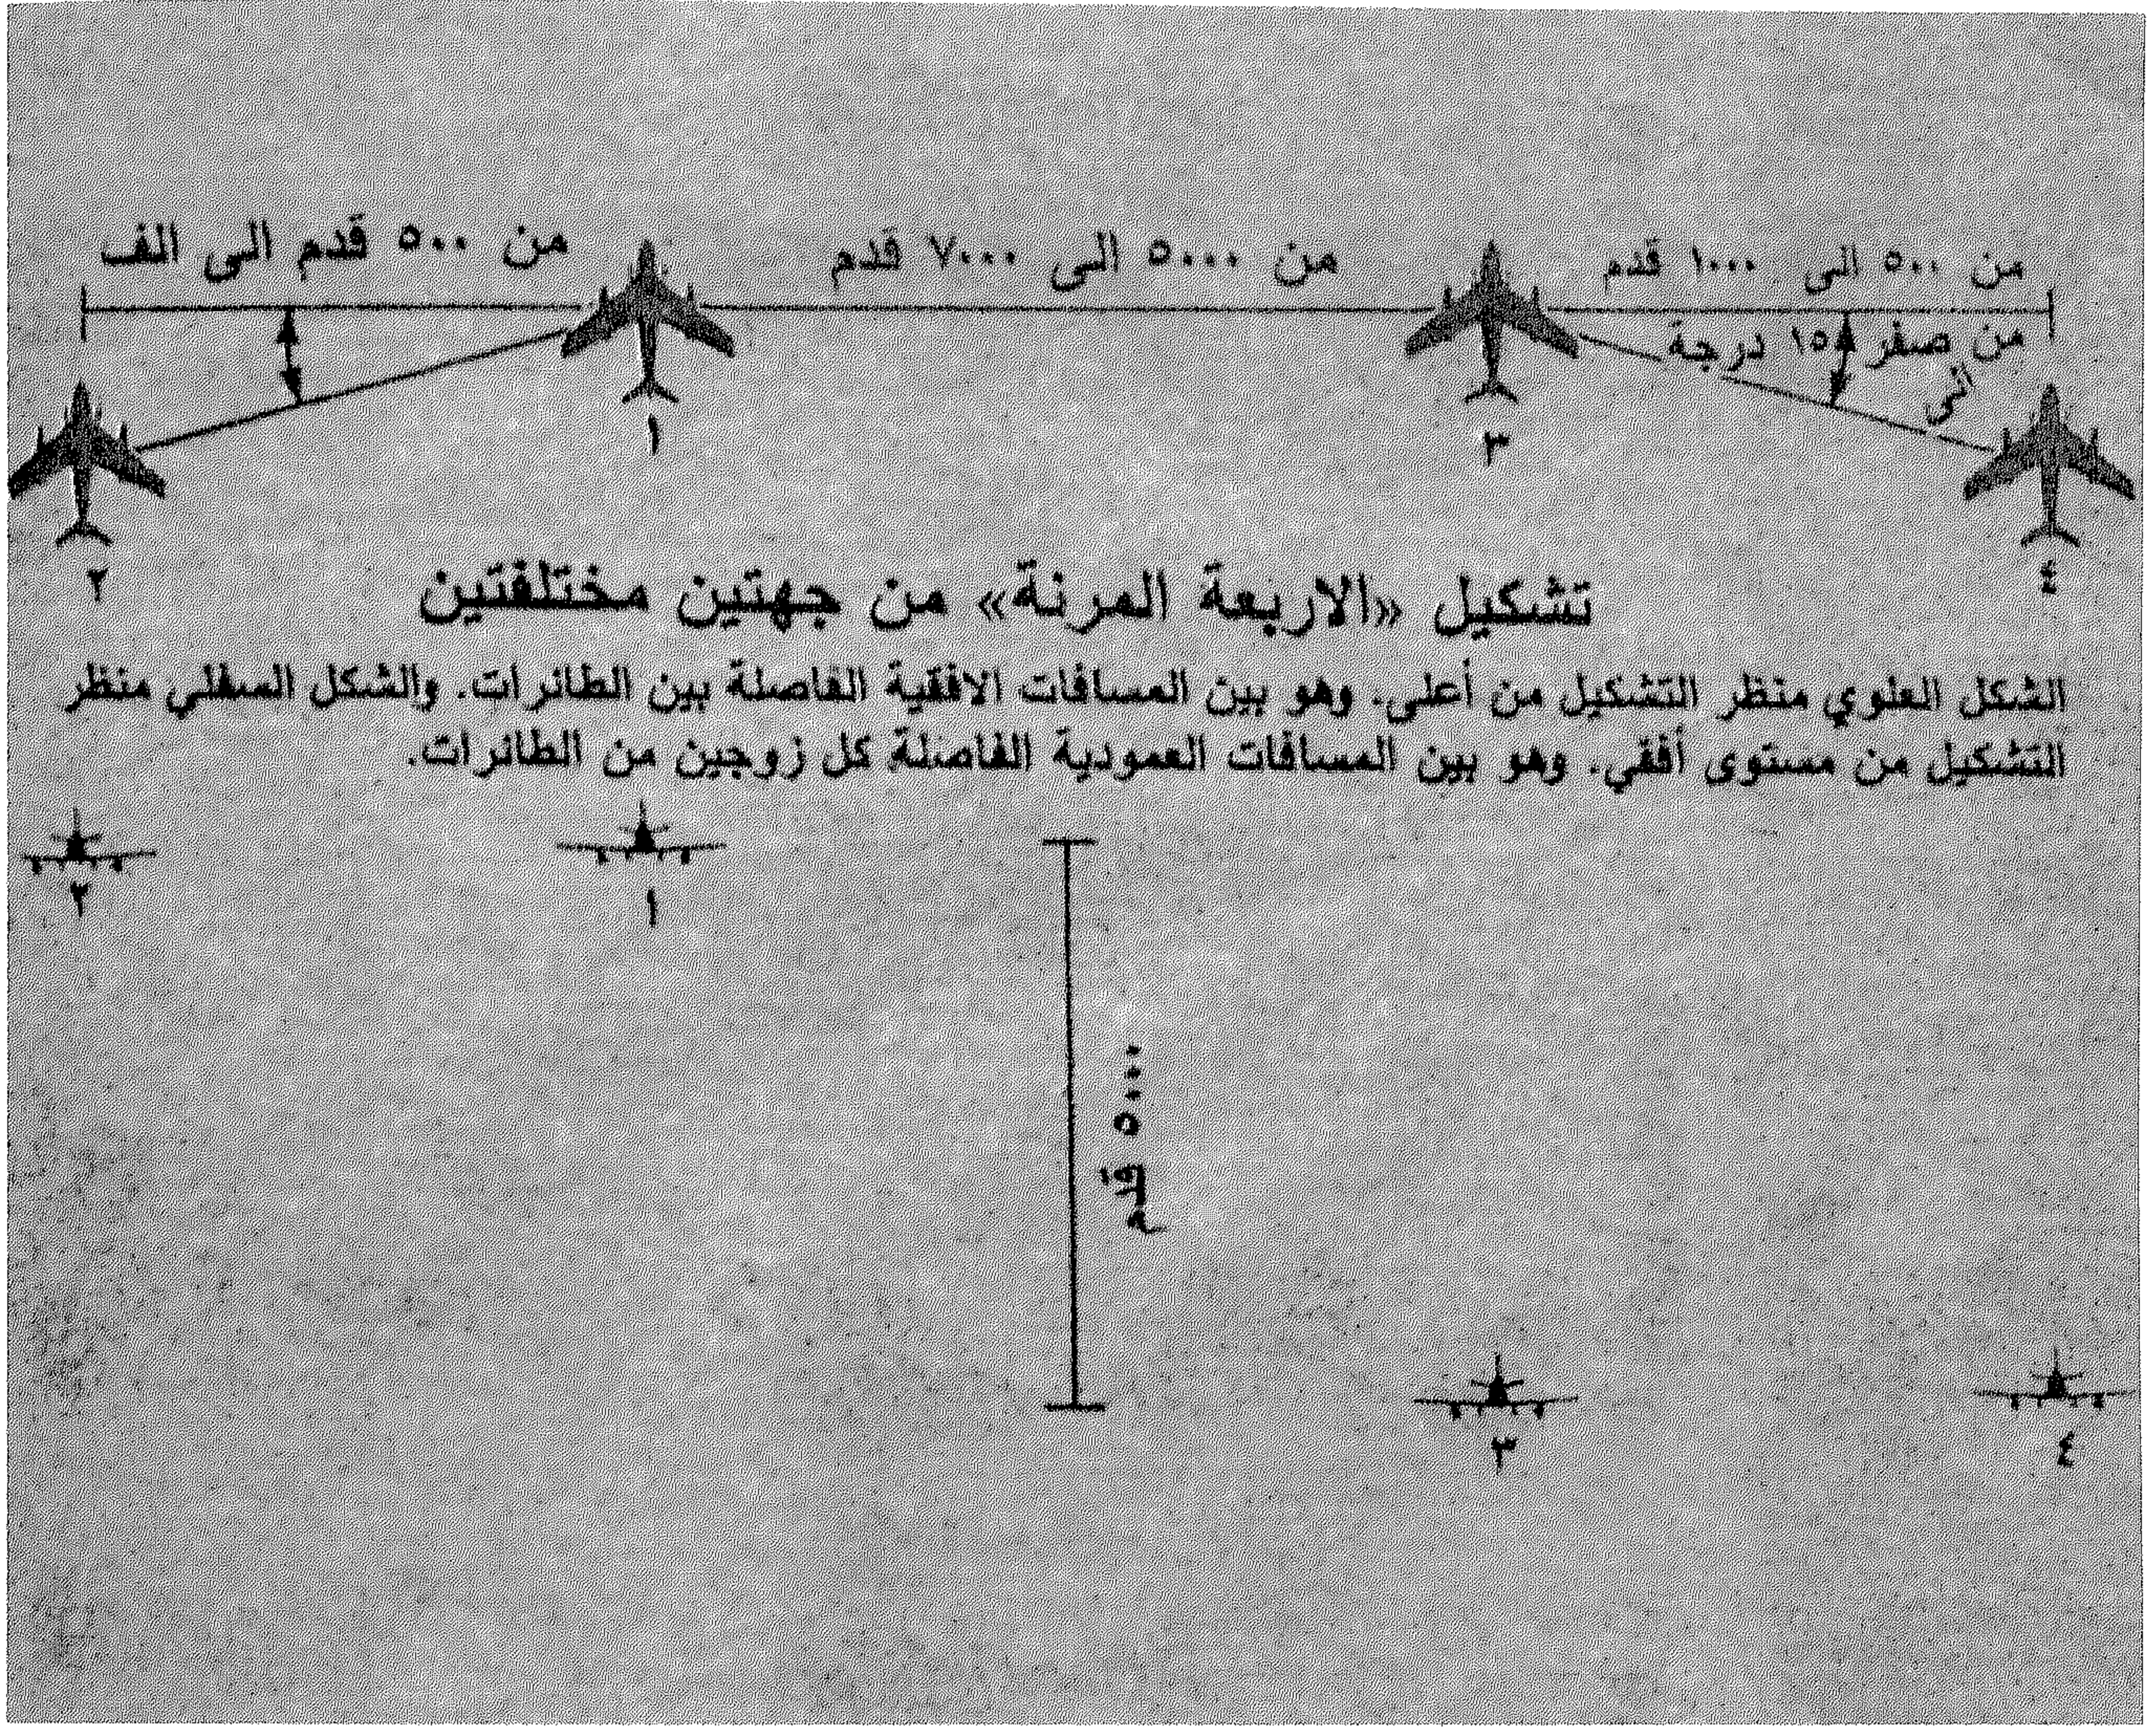 من ٥٠٠ الى ١٠٠٠ قدم
من ٥٠٠٠ الى ٧٠٠٠ قدم
من ٥٠٠ قدم الى الف
من صفر الى ١٥ درجة
١
٣
٢
٤
تشكيل «الاربعة المرنة» من جهتين مختلفتين
الشكل العلوي منظر التشكيل من أعلى. وهو بين المسافات الافقية الفاصلة بين الطائرات. والشكل السفلي منظر
التشكيل من مستوى أفقي. وهو بين المسافات العمودية الفاصلة كل زوجين من الطائرات.
١
٢
٥٠٠٠ قدم
٤
٣